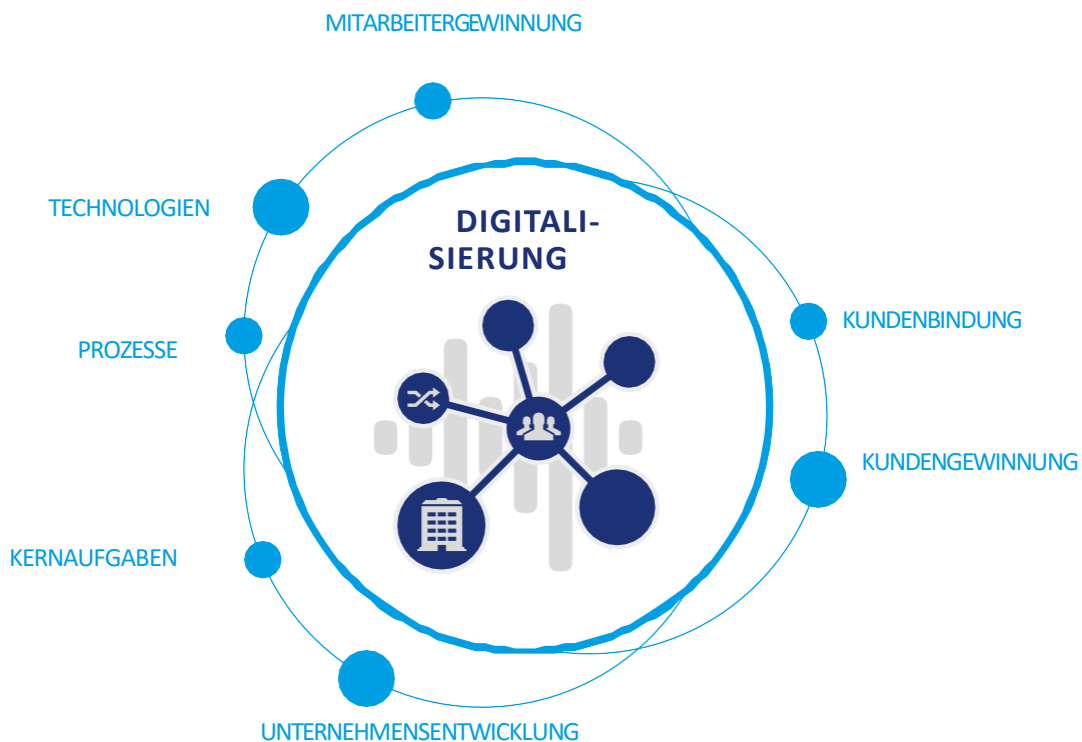 MITARBEITERGEWINNUNG
TECHNOLOGIEN
DIGITALI-
SIERUNG
KUNDENBINDUNG
PROZESSE
KUNDENGEWINNUNG
KERNAUFGABEN
UNTERNEHMENSENTWICKLUNG